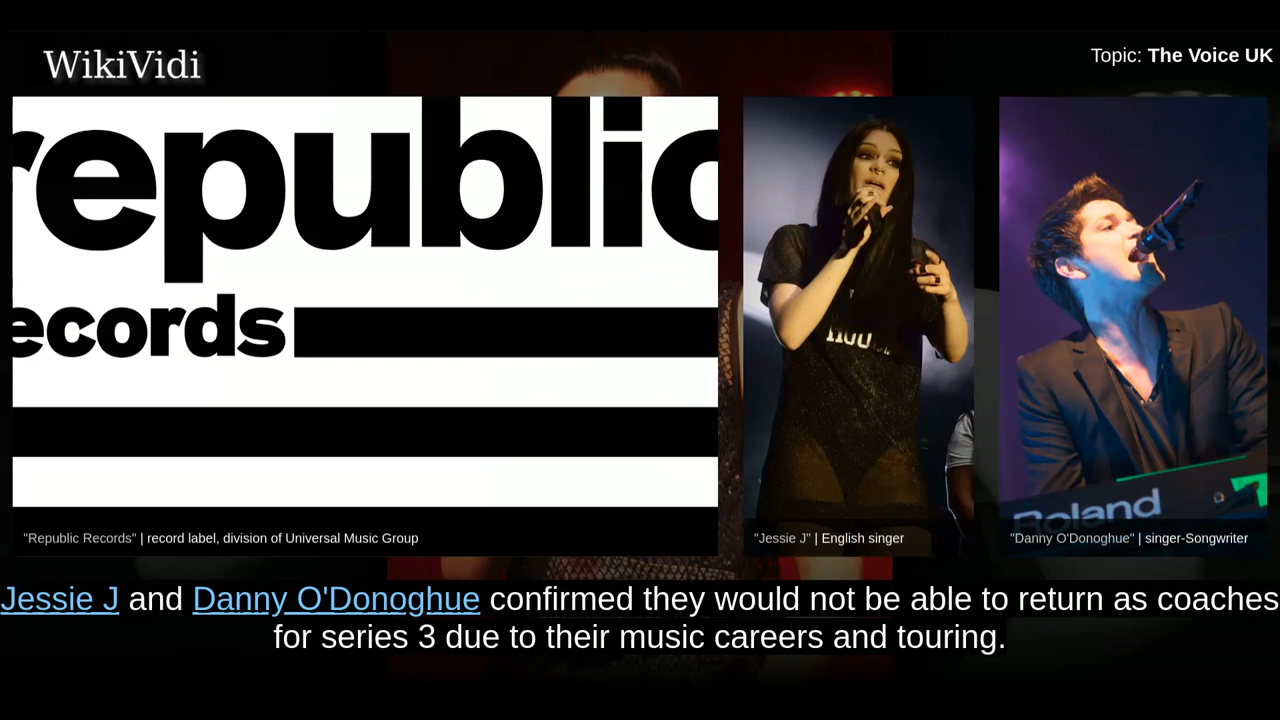 WikiVidi
Topic: The Voice UK
republic
ecords
Roland
"Republic Records" | record label, division of Universal Music Group
"Jessie J" | English singer
"Danny O'Donoghue" | singer-Songwriter
Jessie J and Danny O'Donoghue confirmed they would not be able to return as coaches
for series 3 due to their music careers and touring.